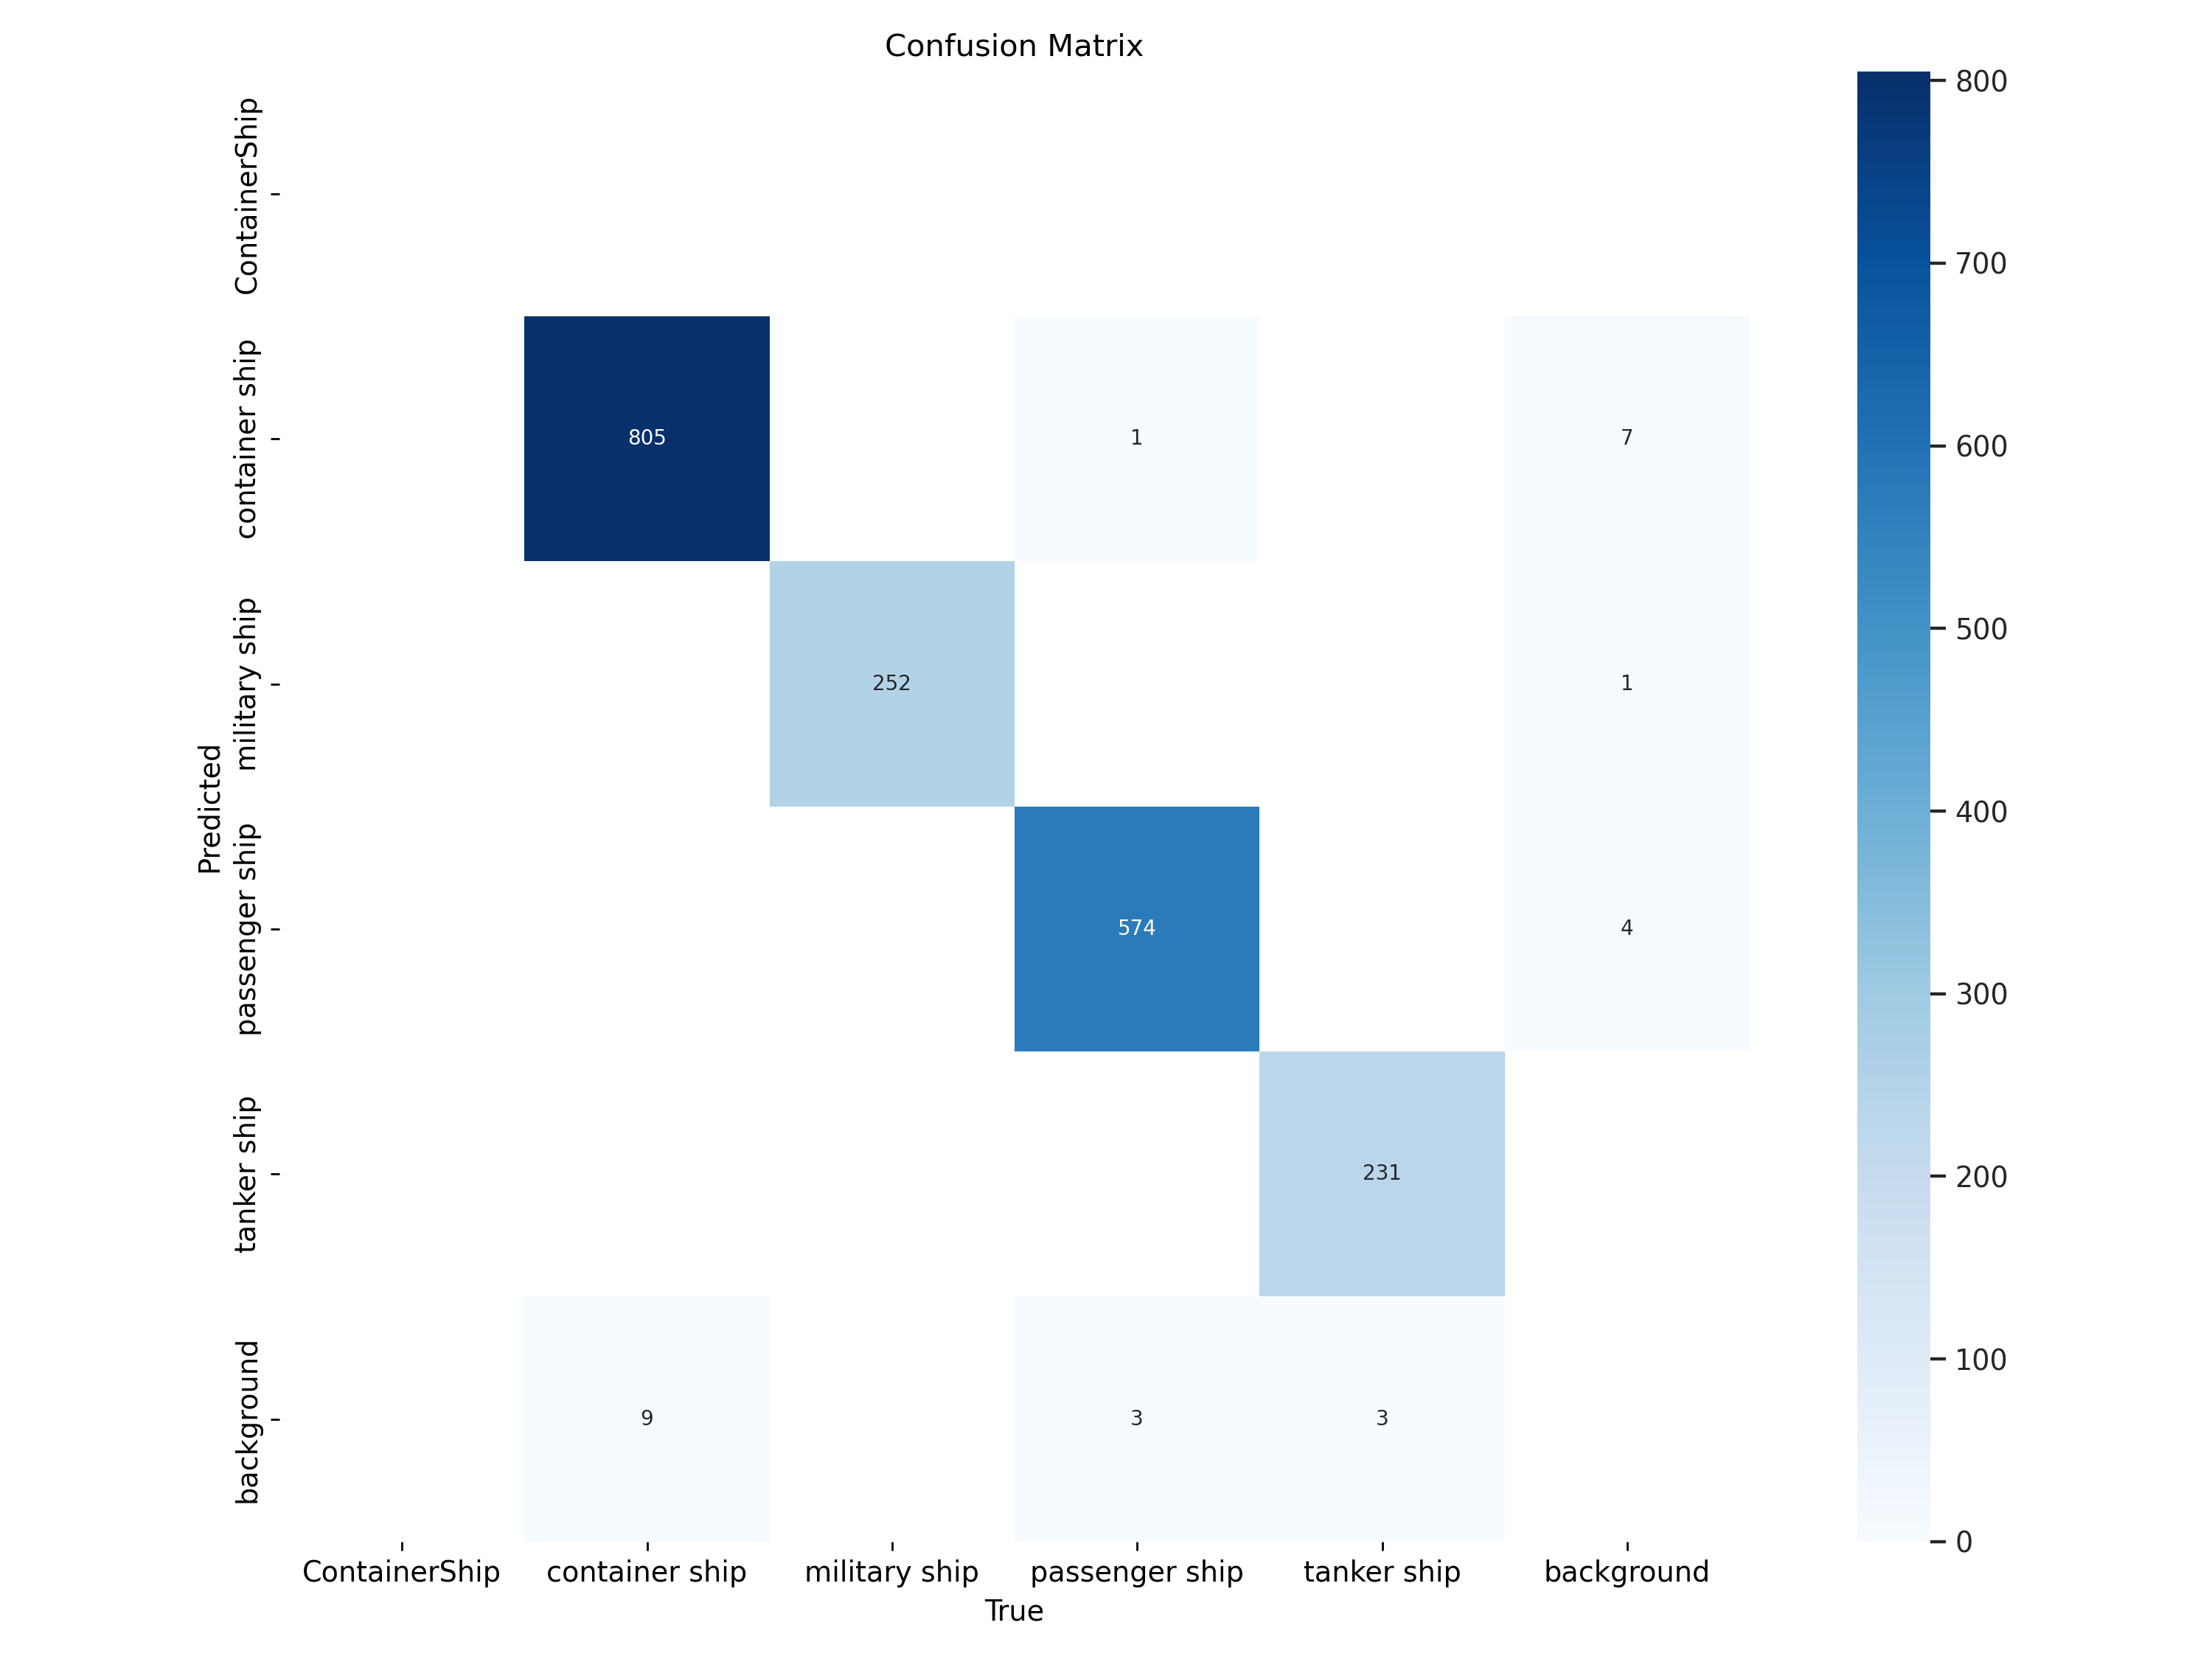 Confusion Matrix
ContainerShip
container ship
military ship
passenger ship
tanker ship
background
Predicted
805
1
7
252
1
574
4
231
9
3
3
ContainerShip
container ship
military ship
passenger ship
tanker ship
background
True
800
700
600
500
400
300
200
100
0